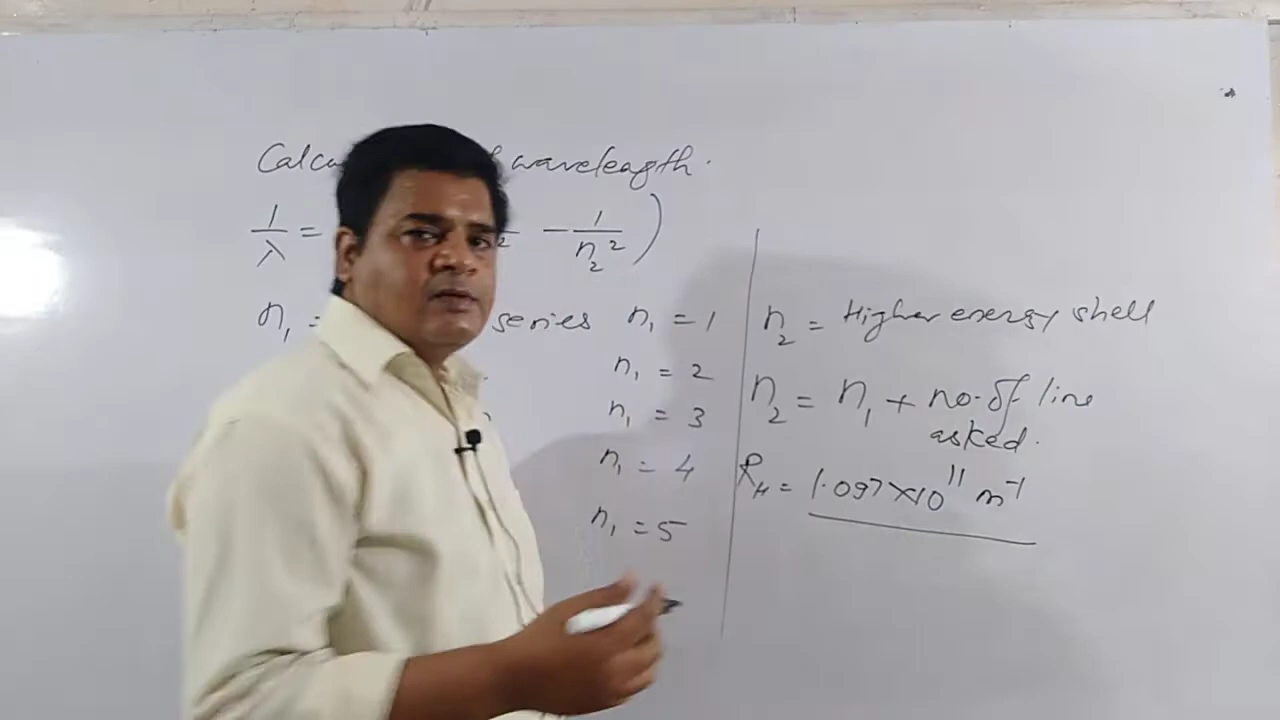 wavelength.
1/λ = ² - 1/n₂² )
n₁ = series n₁ = 1
n₁ = 2
n₁ = 3
n₁ = 4
n₁ = 5
n₂ = Higher energy shell
n₂ = n₁ + no. of line
asked.
R_H = 1.097 × 10¹¹ m⁻¹